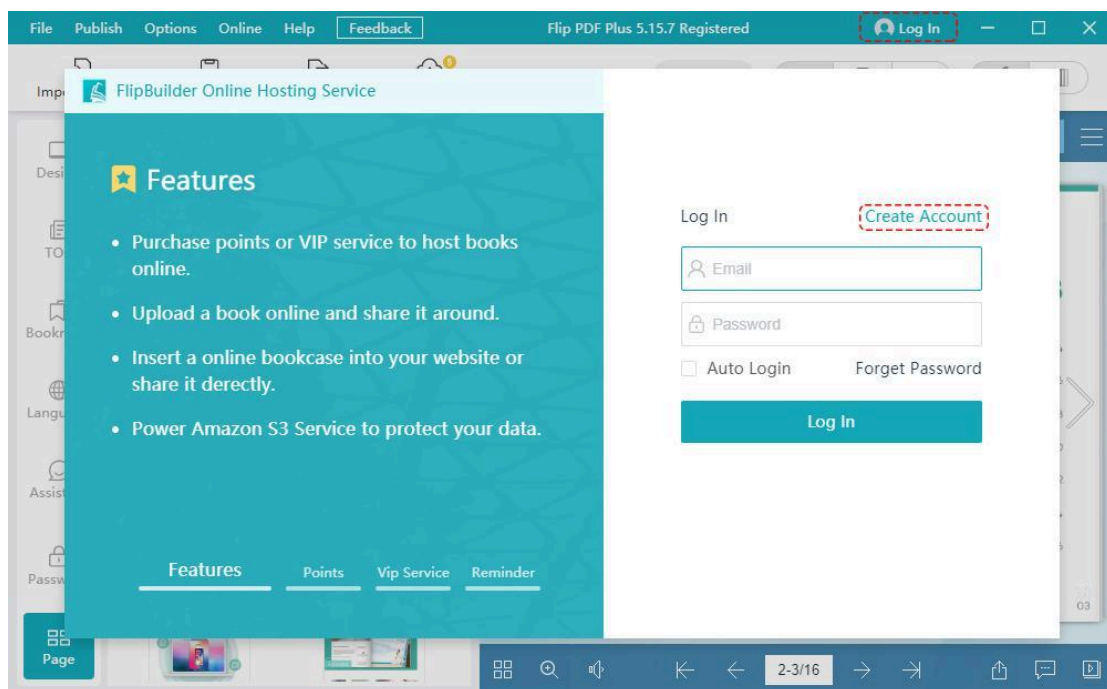 File Publish Options Online Help Feedback Flip PDF Plus 5.15.7 Registered Log In
FlipBuilder Online Hosting Service
Features
Purchase points or VIP service to host books
online.
Upload a book online and share it around.
Insert a online bookcase into your website or
share it derectly.
Power Amazon S3 Service to protect your data.
Features Points Vip Service Reminder
Log In Create Account
Email
Password
Auto Login Forget Password
Log In
03
Page
2-3/16